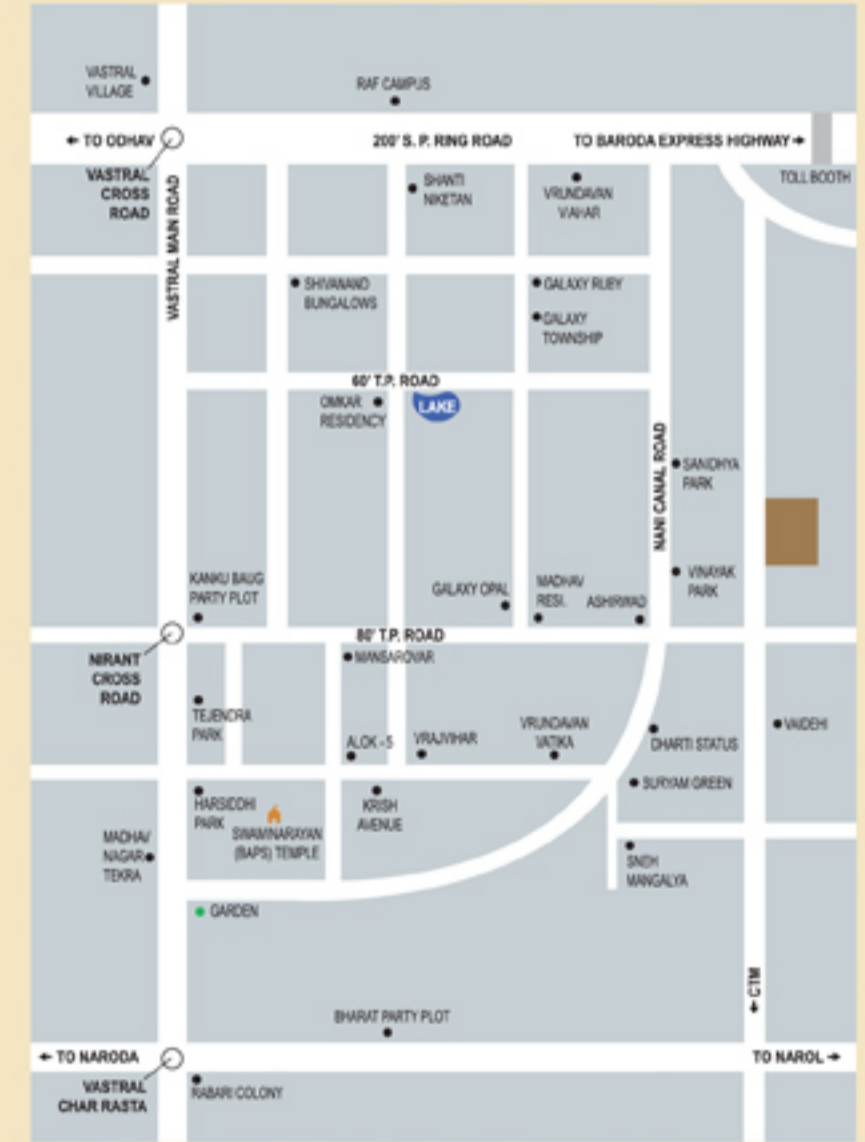 VASTRAL
VILLAGE
RAF CAMPUS
← TO ODHAV
200' S. P. RING ROAD
TO BARODA EXPRESS HIGHWAY →
VASTRAL
CROSS
ROAD
VASTRAL MAIN ROAD
SHANTI
NIKETAN
VRUNDAVAN
VIAHAR
TOLL BOOTH
SHIVANAND
BUNGALOWS
GALAXY RUBY
GALAXY
TOWNSHIP
60' T.P. ROAD
OMKAR
RESIDENCY
LAKE
NANI CANAL ROAD
SANDHYA
PARK
KANKU BAUG
PARTY PLOT
GALAXY OPAL
MADHAV
RESI.
ASHIRWAD
VINAYAK
PARK
80' T.P. ROAD
NIRANT
CROSS
ROAD
MANSAROVAR
TEJENDRA
PARK
ALOK - 5
VRAJVIHAR
VRUNDAVAN
VATIKA
DHARTI STATUS
VAIDEHI
HARSIDDHI
PARK
SWAMINARAYAN
(BAPS) TEMPLE
KRISH
AVENUE
SURYAM GREEN
MADHAV
NAGAR
TEKRA
SNEH
MANGALYA
GARDEN
← CTM
BHARAT PARTY PLOT
← TO NARODA
TO NAROL →
VASTRAL
CHAR RASTA
RABARI COLONY